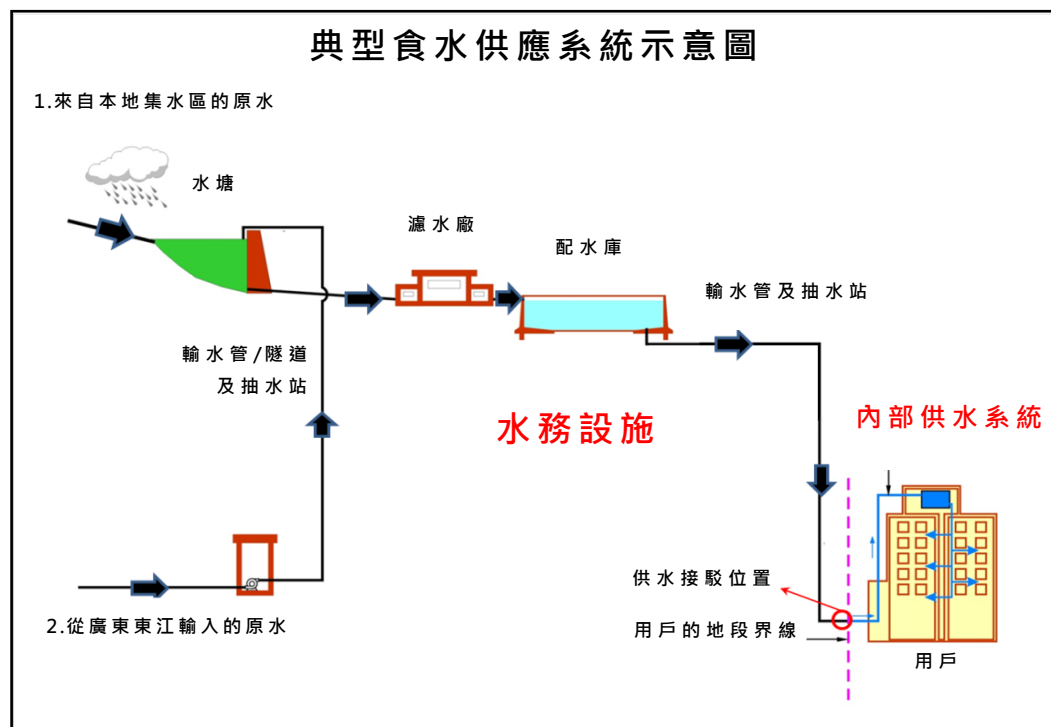 典型食水供應系統示意圖
1.來自本地集水區的原水
水塘
濾水廠
配水庫
輸水管及抽水站
輸水管/隧道
及抽水站
水務設施
內部供水系統
供水接駁位置
2.從廣東東江輸入的原水
用戶的地段界線
用戶